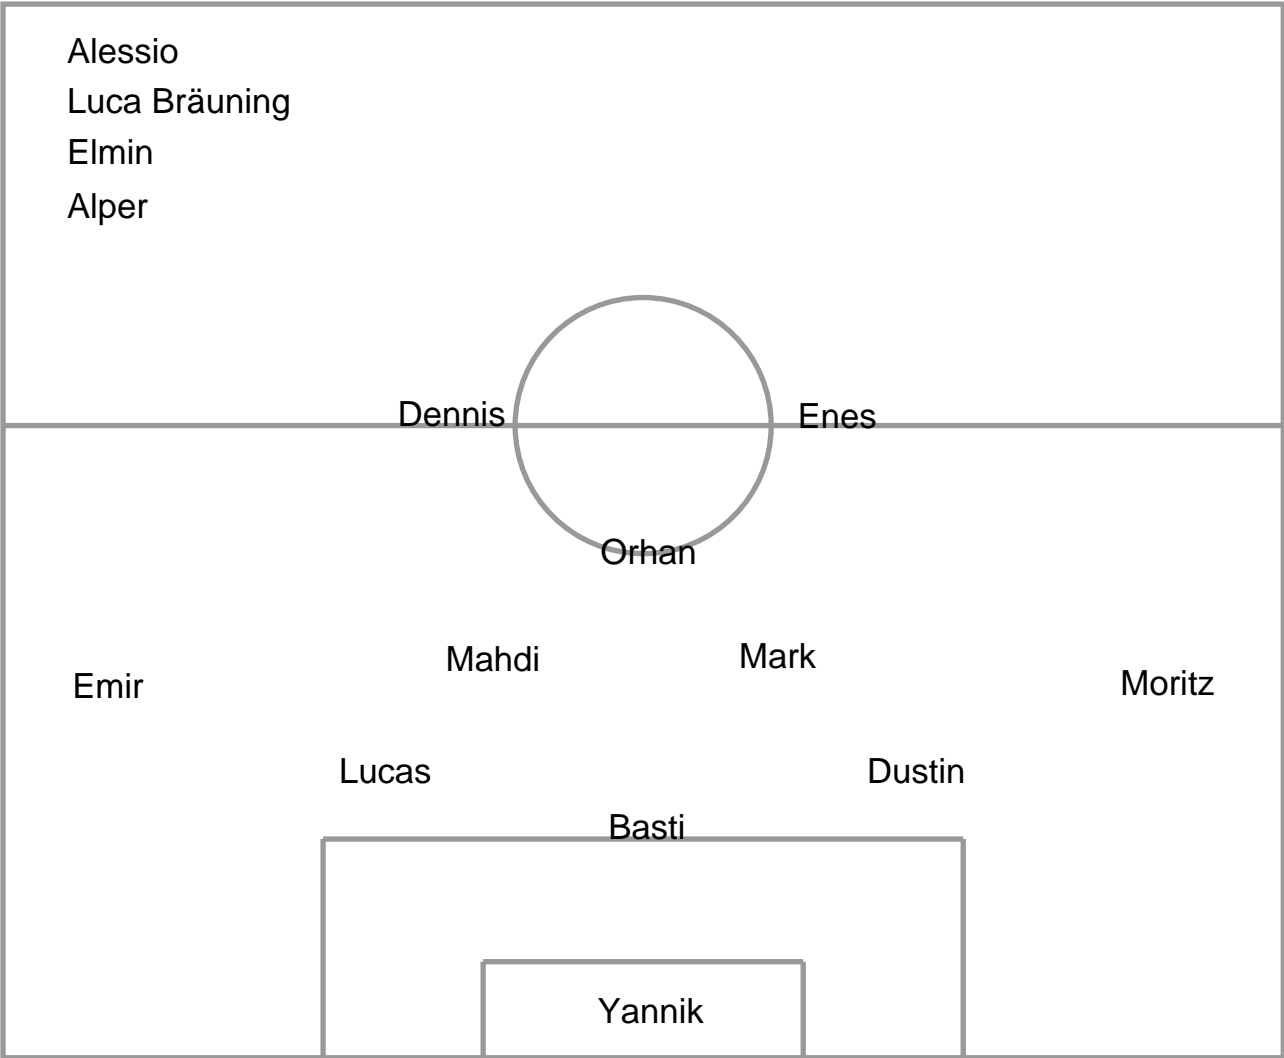 Alessio
Luca Bräuning
Elmin
Alper
Dennis
Enes
Orhan
Mahdi
Mark
Emir
Moritz
Lucas
Dustin
Basti
Yannik